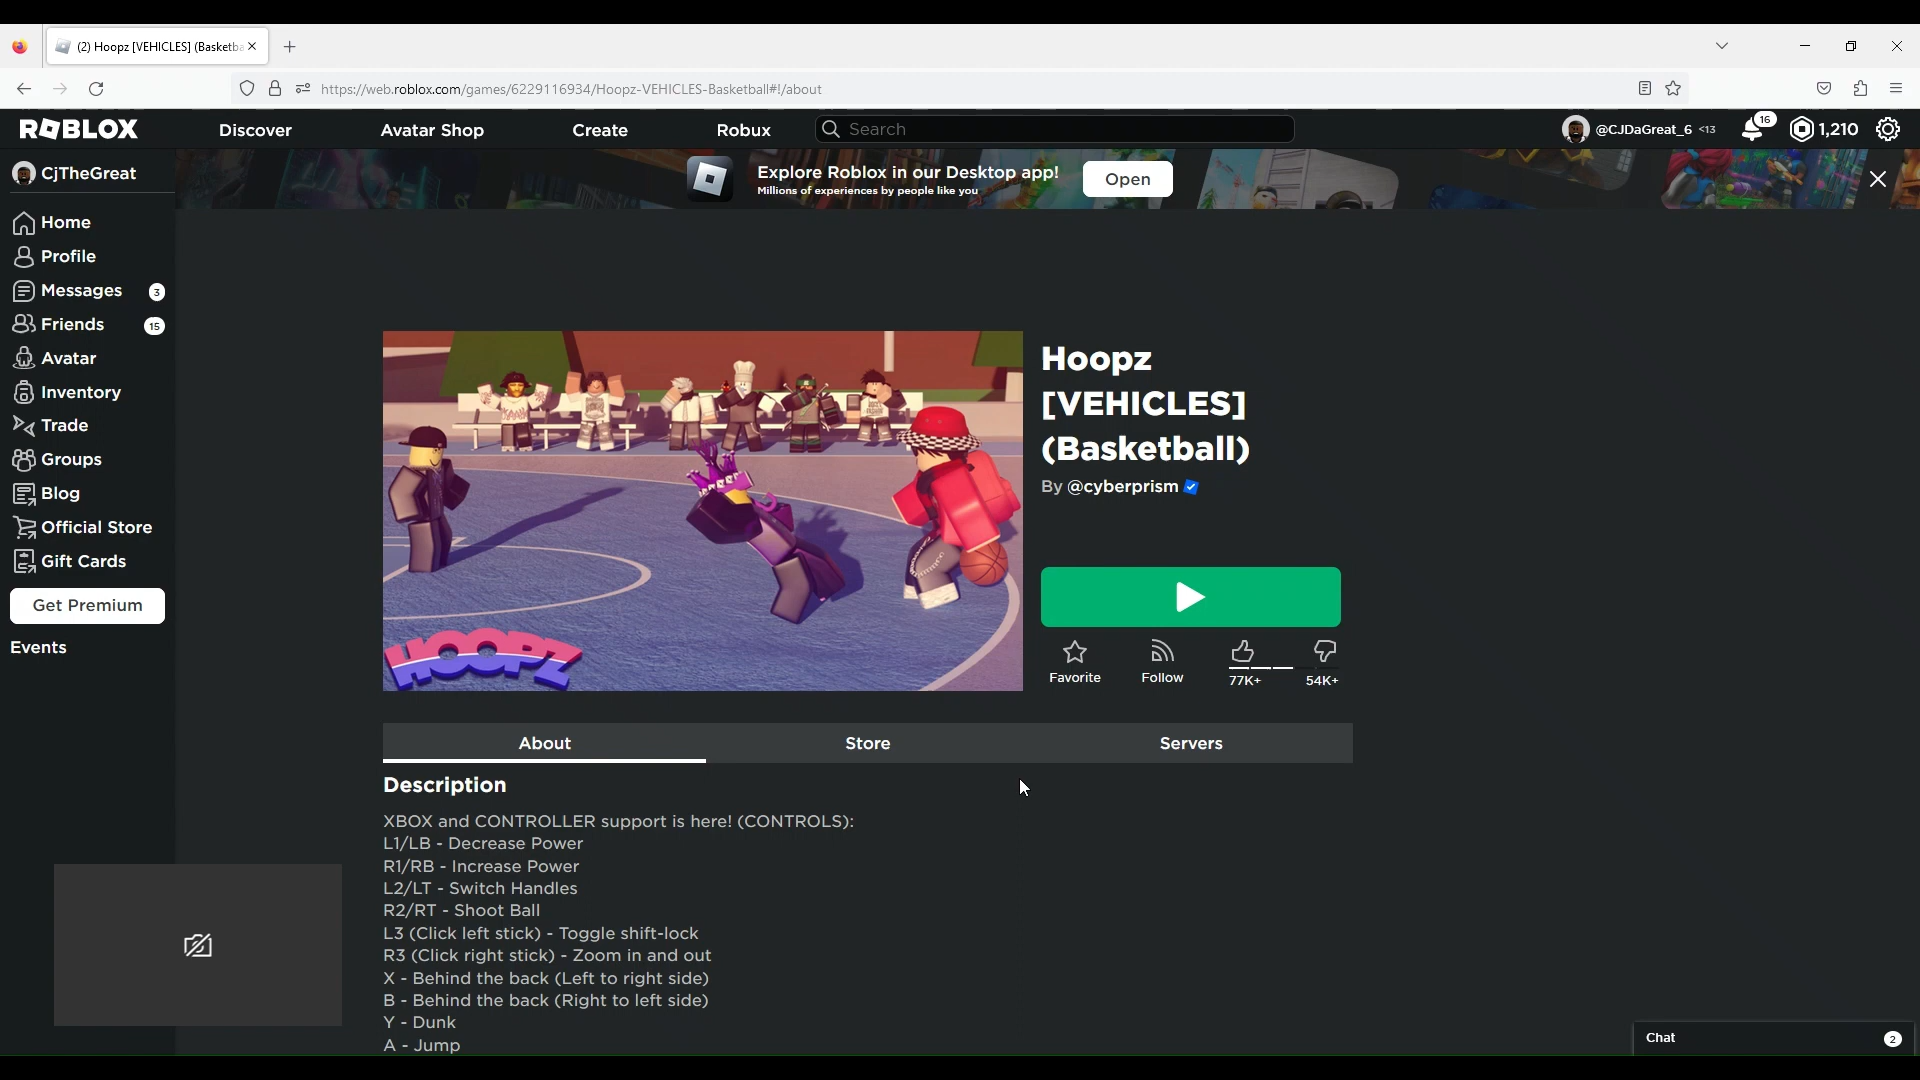 (2) Hoopz [VEHICLES] (Basketba
https://web.roblox.com/games/6229116934/Hoopz-VEHICLES-Basketball#!/about
ROBLOX
Discover
Avatar Shop
Create
Robux
Search
@CJDaGreat_6 <13
16
1,210
CjTheGreat
Explore Roblox in our Desktop app!
Millions of experiences by people like you
Open
Home
Profile
Messages 3
Friends 15
Avatar
Inventory
Trade
Groups
Blog
Official Store
Gift Cards
Get Premium
Events
HOOPZ
Hoopz
[VEHICLES]
(Basketball)
By @cyberprism
Favorite
Follow
77K+
54K+
About
Store
Servers
Description
XBOX and CONTROLLER support is here! (CONTROLS):
L1/LB - Decrease Power
R1/RB - Increase Power
L2/LT - Switch Handles
R2/RT - Shoot Ball
L3 (Click left stick) - Toggle shift-lock
R3 (Click right stick) - Zoom in and out
X - Behind the back (Left to right side)
B - Behind the back (Right to left side)
Y - Dunk
A - Jump
Chat
2